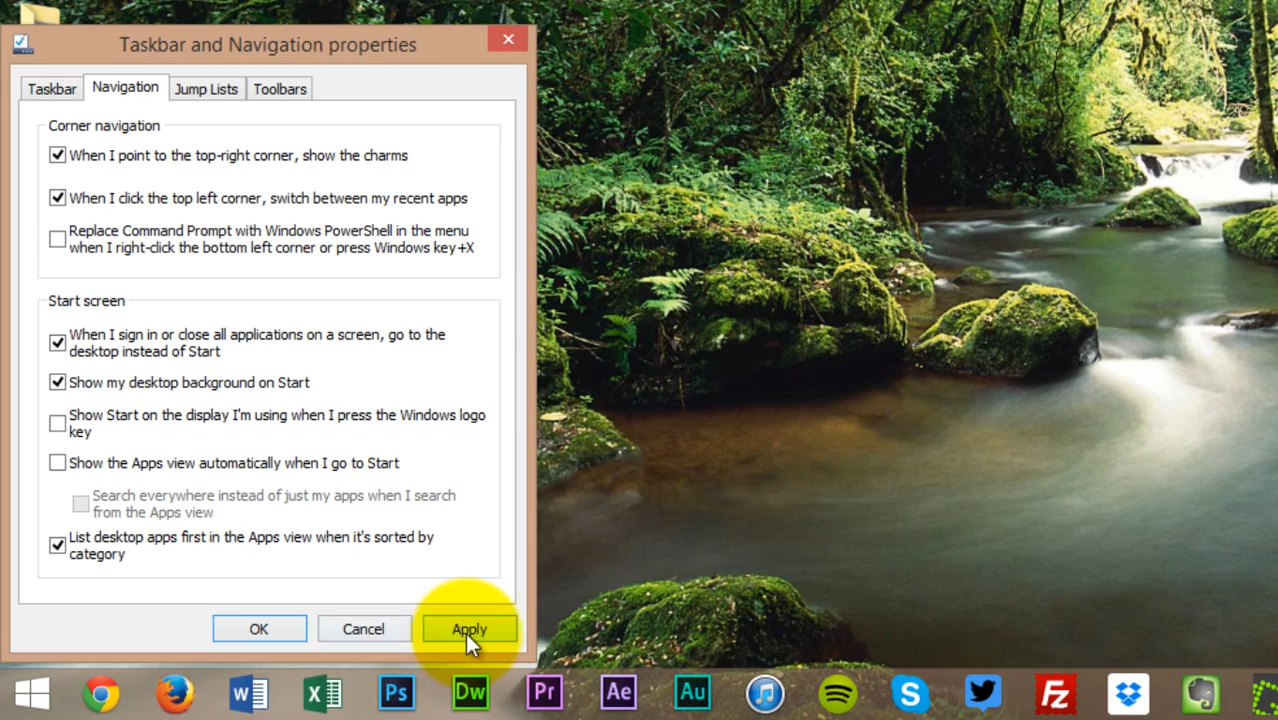 Taskbar and Navigation properties
Taskbar
Navigation
Jump Lists
Toolbars
Corner navigation
When I point to the top-right corner, show the charms
When I click the top left corner, switch between my recent apps
Replace Command Prompt with Windows PowerShell in the menu
when I right-click the bottom left corner or press Windows key+X
Start screen
When I sign in or close all applications on a screen, go to the
desktop instead of Start
Show my desktop background on Start
Show Start on the display I'm using when I press the Windows logo
key
Show the Apps view automatically when I go to Start
Search everywhere instead of just my apps when I search
from the Apps view
List desktop apps first in the Apps view when it's sorted by
category
OK
Cancel
Apply
Ps
Dw
Pr
Ae
Au
Fz